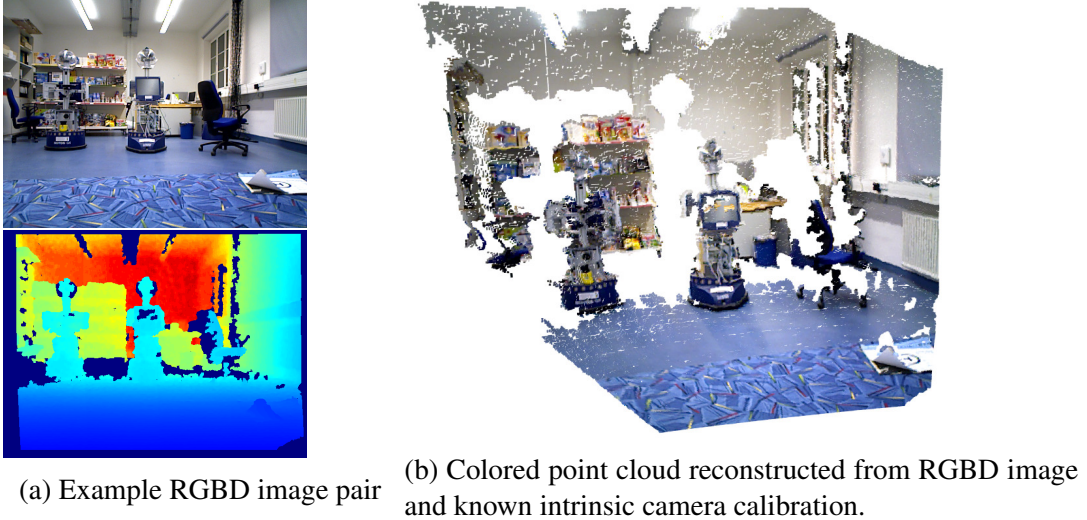 (a) Example RGBD image pair
(b) Colored point cloud reconstructed from RGBD image
and known intrinsic camera calibration.